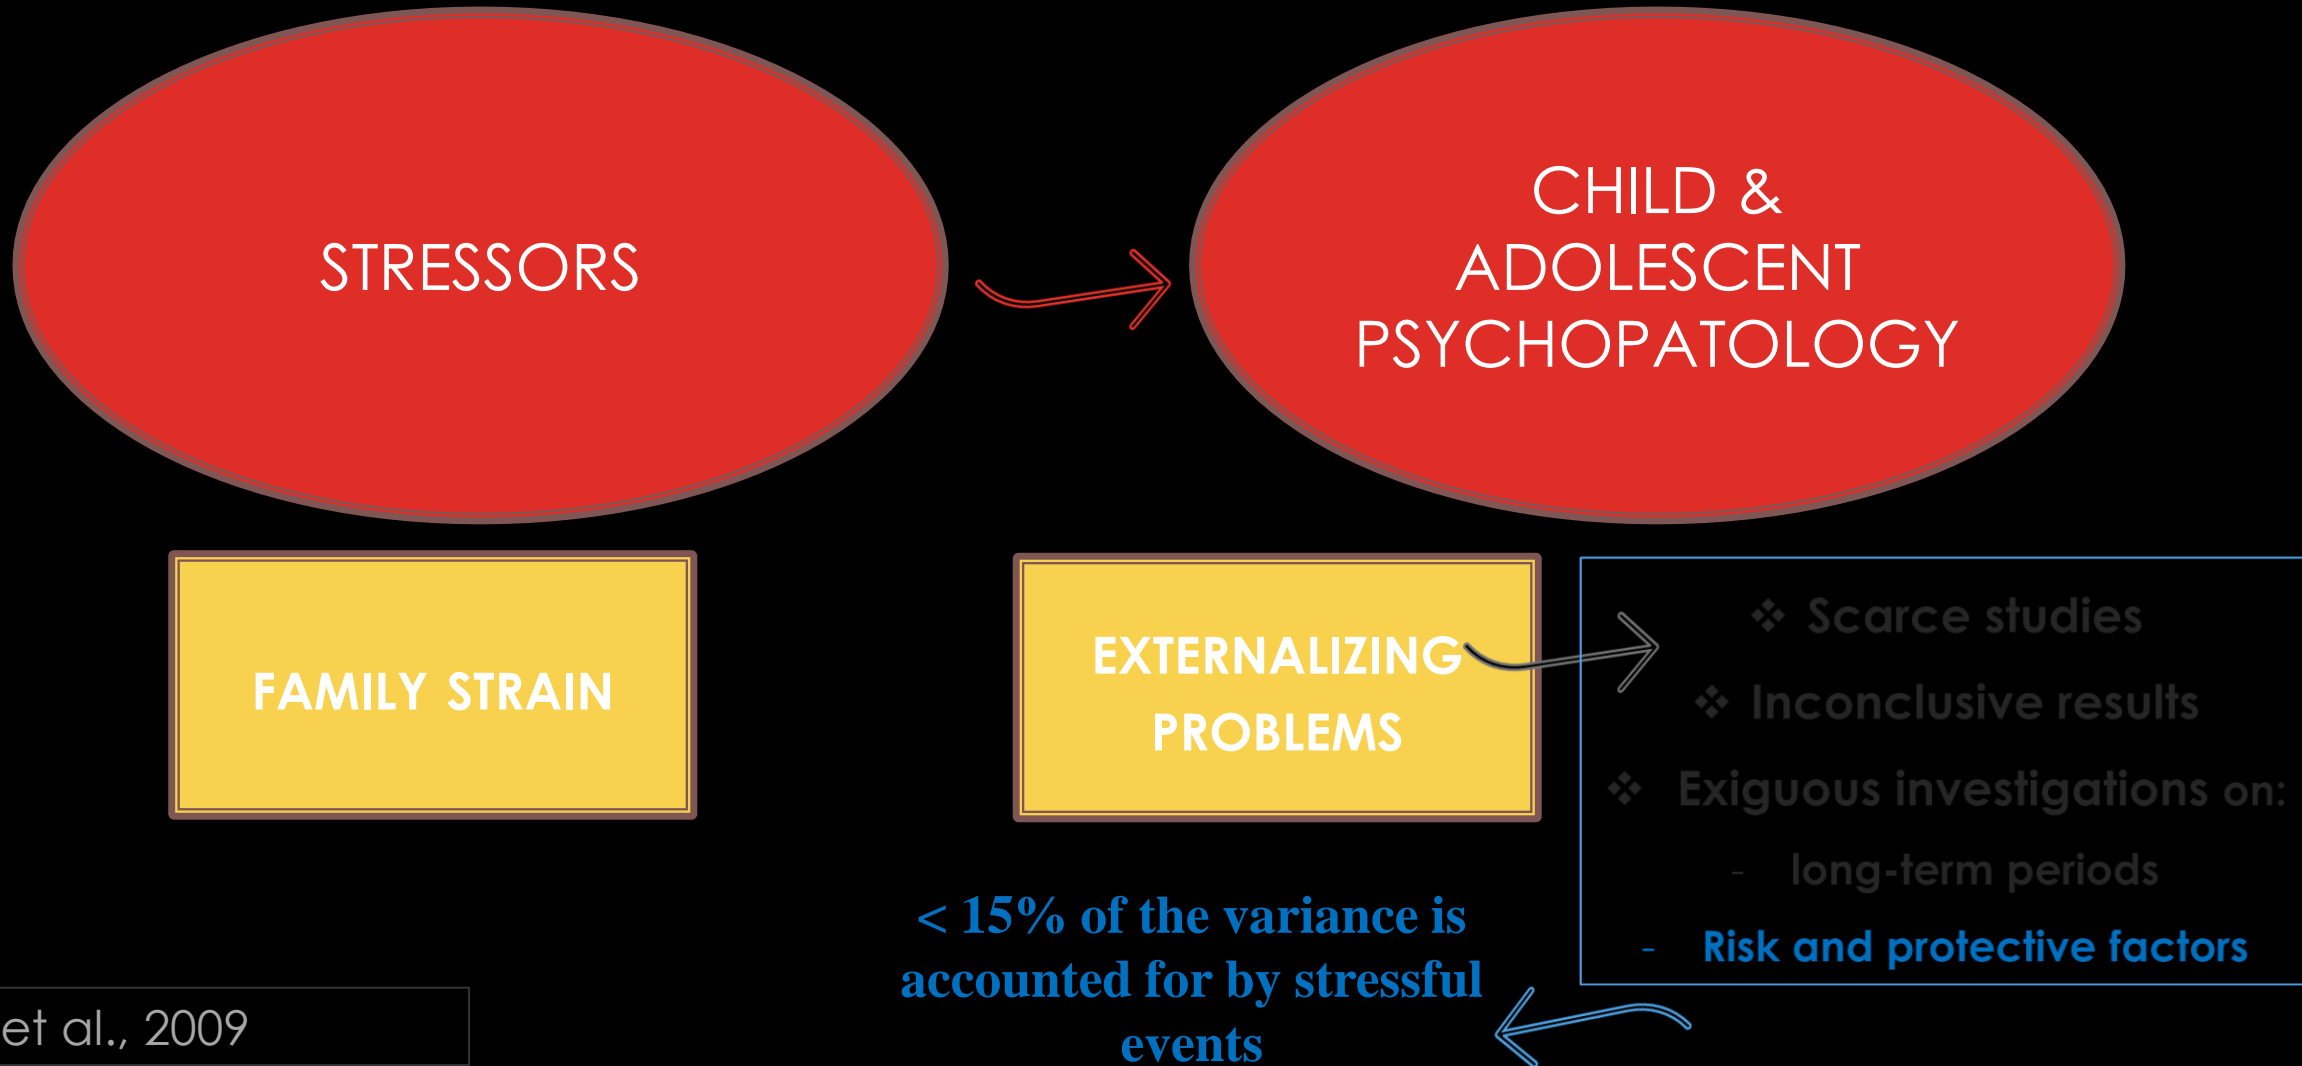 STRESSORS
CHILD &
ADOLESCENT
PSYCHOPATOLOGY
FAMILY STRAIN
EXTERNALIZING
PROBLEMS
❖ Scarce studies
❖ Inconclusive results
❖ Exiguous investigations on:
- long-term periods
- Risk and protective factors
< 15% of the variance is
accounted for by stressful
events
et al., 2009